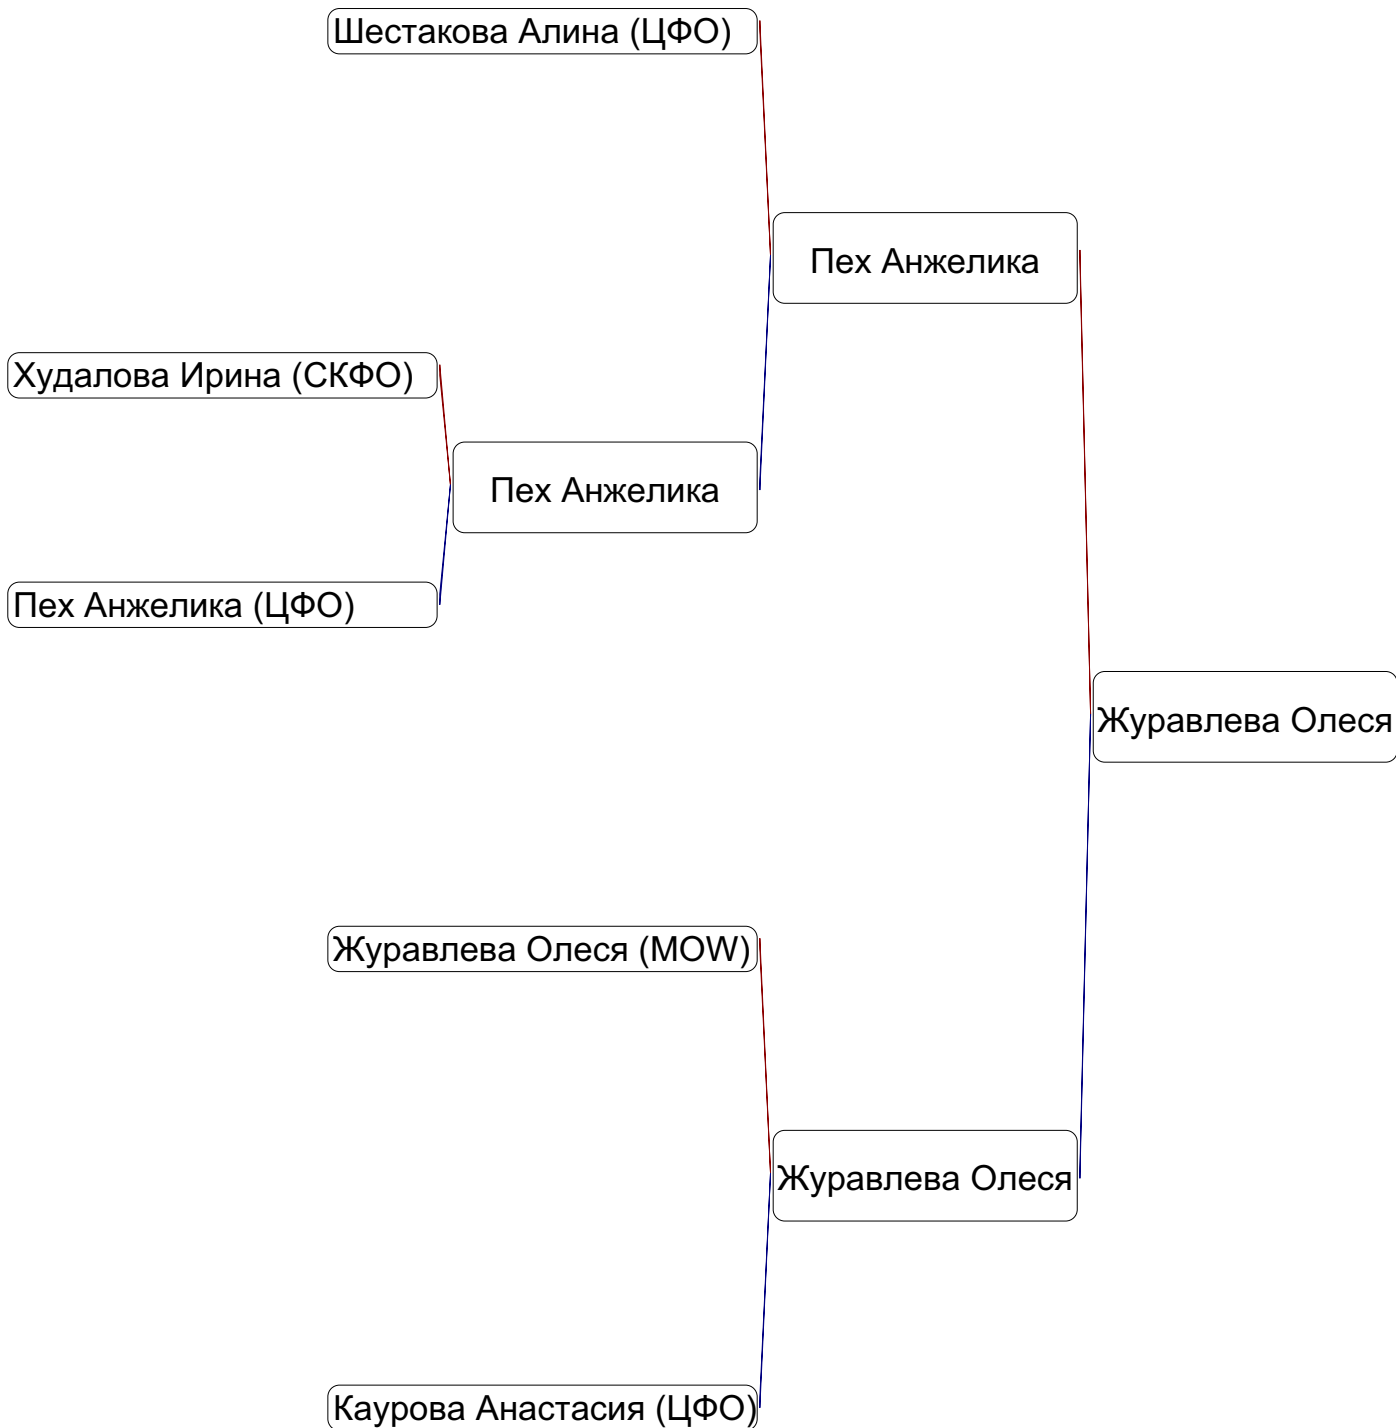 Шестакова Алина (ЦФО)
Пех Анжелика
Худалова Ирина (СКФО)
Пех Анжелика
Пех Анжелика (ЦФО)
Журавлева Олеся
Журавлева Олеся (MOW)
Журавлева Олеся
Каурова Анастасия (ЦФО)